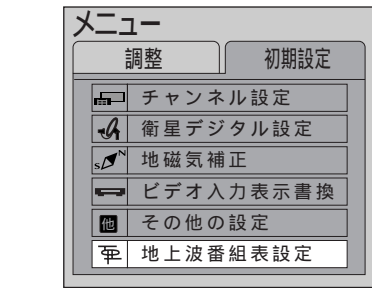 メニュー
調整 初期設定
チャンネル設定
衛星デジタル設定
S N 地磁気補正
ビデオ入力表示書換
他 その他の設定
地上波番組表設定